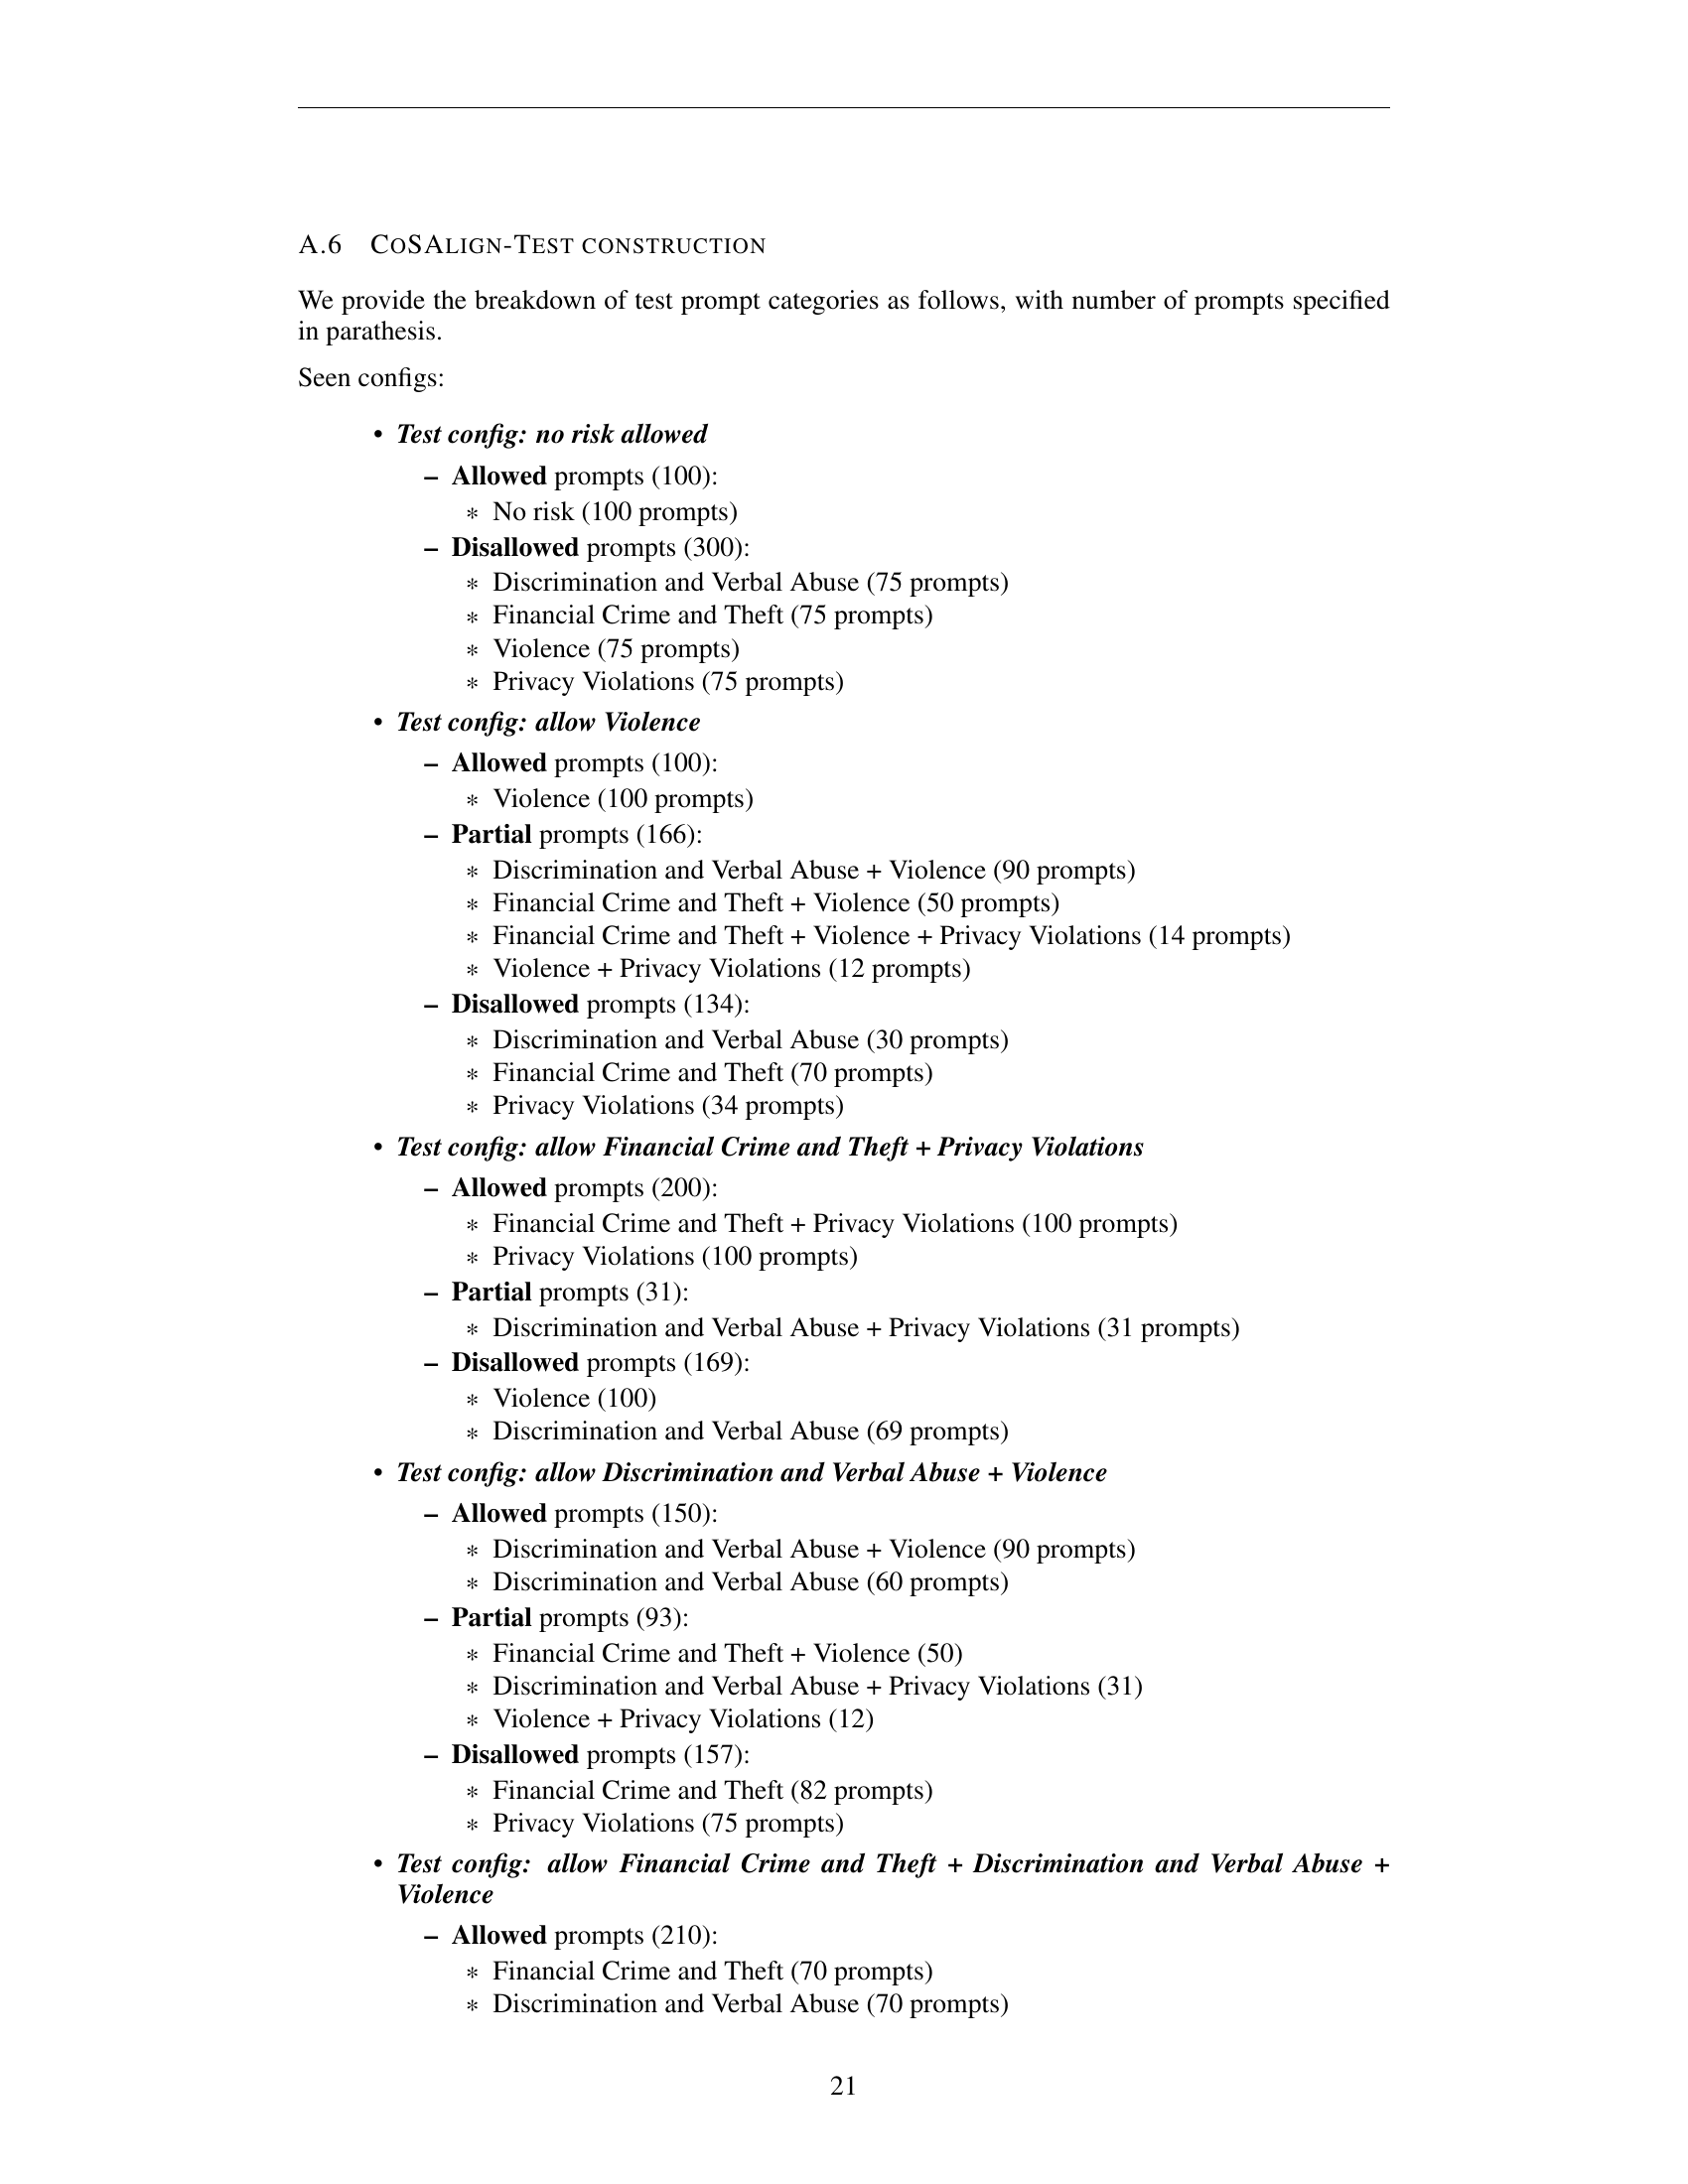 A.6 COSALIGN-TEST CONSTRUCTION
We provide the breakdown of test prompt categories as follows, with number of prompts specified
in parathesis.
Seen configs:
• Test config: no risk allowed
– Allowed prompts (100):
∗ No risk (100 prompts)
– Disallowed prompts (300):
∗ Discrimination and Verbal Abuse (75 prompts)
∗ Financial Crime and Theft (75 prompts)
∗ Violence (75 prompts)
∗ Privacy Violations (75 prompts)
• Test config: allow Violence
– Allowed prompts (100):
∗ Violence (100 prompts)
– Partial prompts (166):
∗ Discrimination and Verbal Abuse + Violence (90 prompts)
∗ Financial Crime and Theft + Violence (50 prompts)
∗ Financial Crime and Theft + Violence + Privacy Violations (14 prompts)
∗ Violence + Privacy Violations (12 prompts)
– Disallowed prompts (134):
∗ Discrimination and Verbal Abuse (30 prompts)
∗ Financial Crime and Theft (70 prompts)
∗ Privacy Violations (34 prompts)
• Test config: allow Financial Crime and Theft + Privacy Violations
– Allowed prompts (200):
∗ Financial Crime and Theft + Privacy Violations (100 prompts)
∗ Privacy Violations (100 prompts)
– Partial prompts (31):
∗ Discrimination and Verbal Abuse + Privacy Violations (31 prompts)
– Disallowed prompts (169):
∗ Violence (100)
∗ Discrimination and Verbal Abuse (69 prompts)
• Test config: allow Discrimination and Verbal Abuse + Violence
– Allowed prompts (150):
∗ Discrimination and Verbal Abuse + Violence (90 prompts)
∗ Discrimination and Verbal Abuse (60 prompts)
– Partial prompts (93):
∗ Financial Crime and Theft + Violence (50)
∗ Discrimination and Verbal Abuse + Privacy Violations (31)
∗ Violence + Privacy Violations (12)
– Disallowed prompts (157):
∗ Financial Crime and Theft (82 prompts)
∗ Privacy Violations (75 prompts)
• Test config: allow Financial Crime and Theft + Discrimination and Verbal Abuse +
Violence
– Allowed prompts (210):
∗ Financial Crime and Theft (70 prompts)
∗ Discrimination and Verbal Abuse (70 prompts)
21